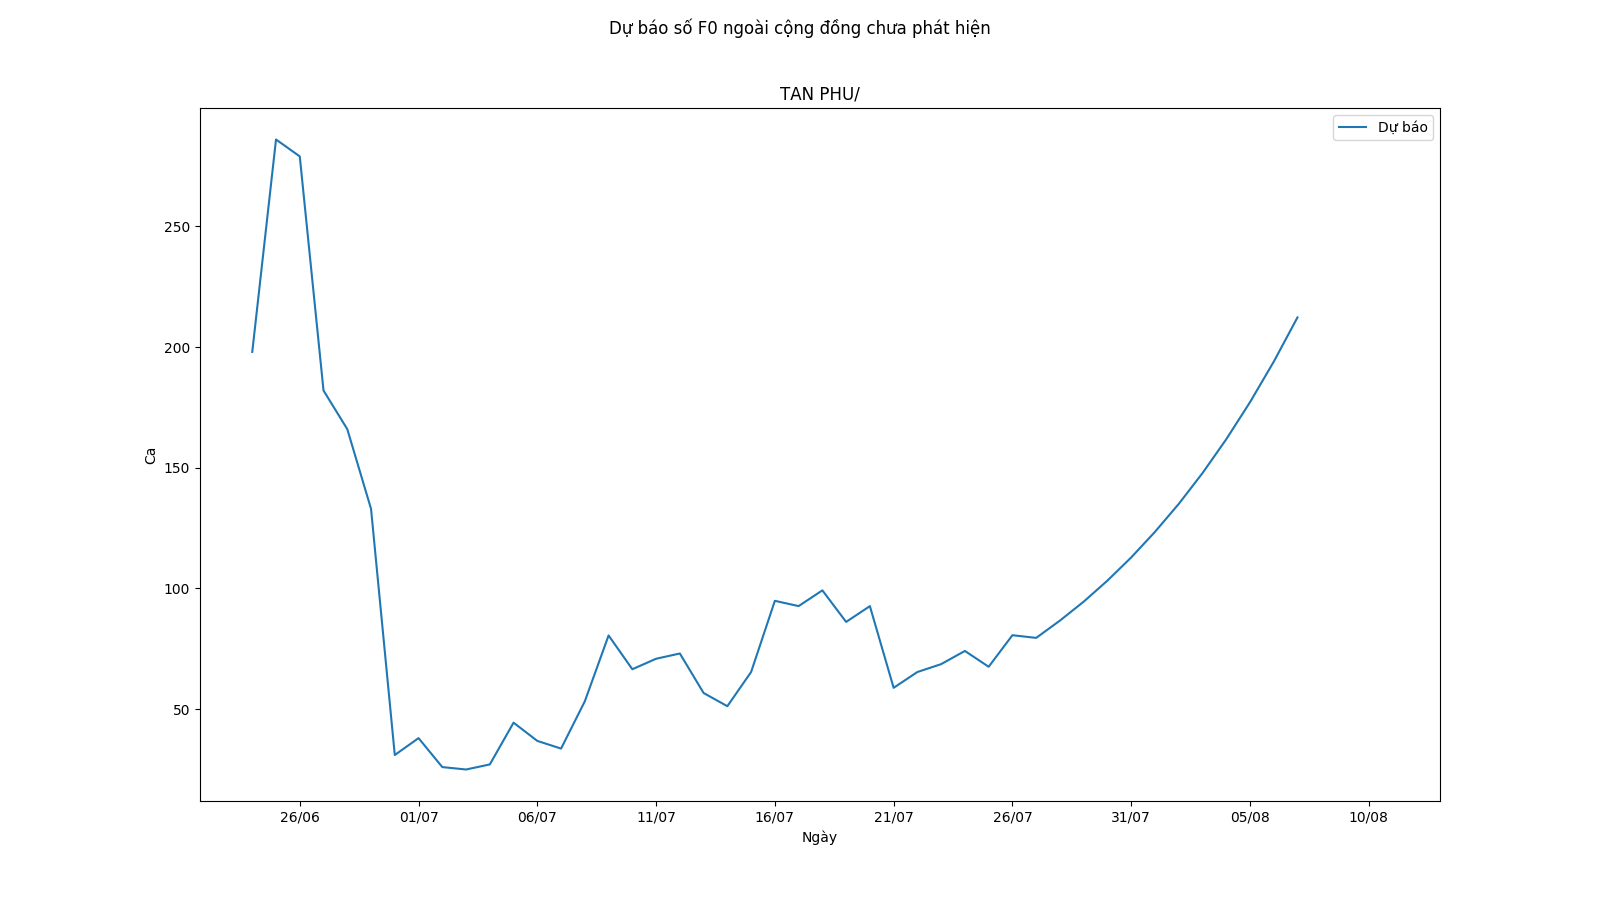 Dự báo số F0 ngoài cộng đồng chưa phát hiện
TAN PHU/
Dự báo
250
200
150
100
50
Ca
26/06 01/07 06/07 11/07 16/07 21/07 26/07 31/07 05/08 10/08
Ngày